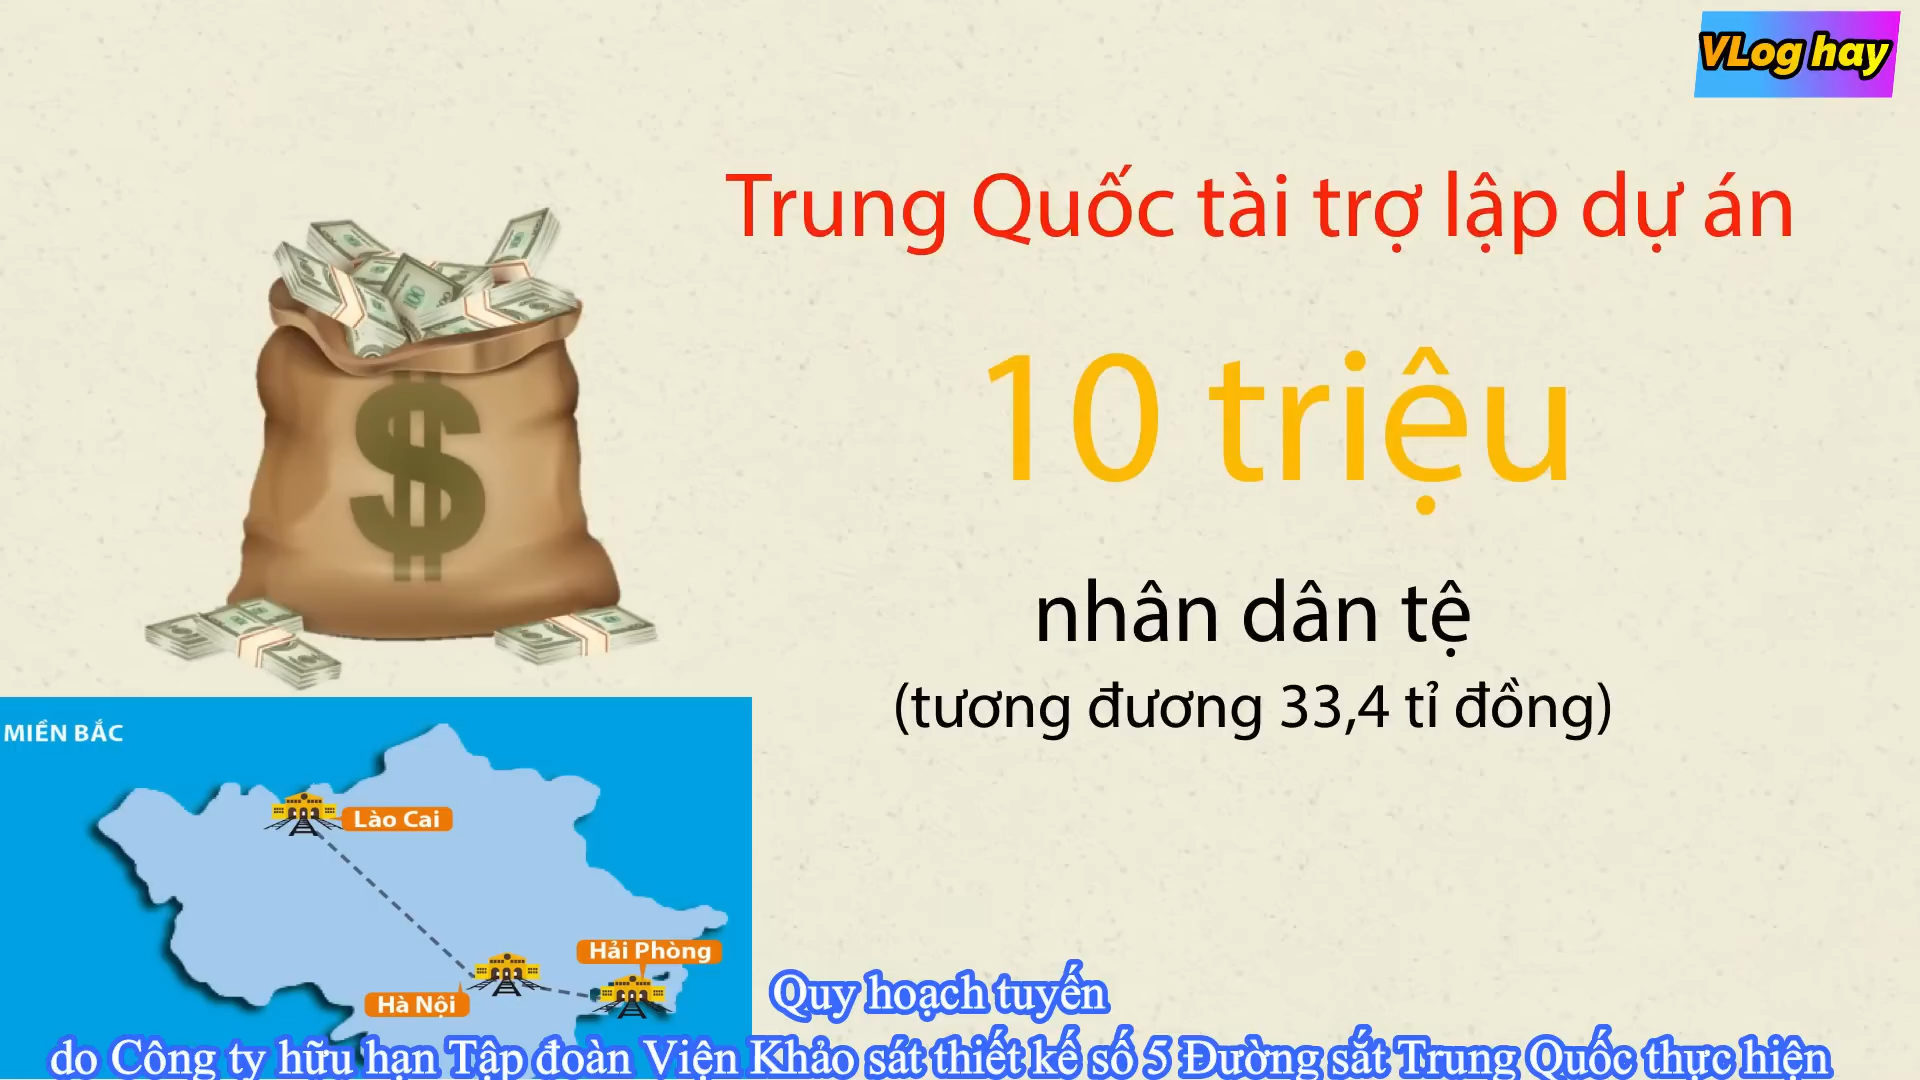 VLog hay
Trung Quốc tài trợ lập dự án
10 triệu
nhân dân tệ
(tương đương 33,4 tỉ đồng)
$
MIỀN BẮC
Lào Cai
Hải Phòng
Hà Nội
Quy hoạch tuyến
do Công ty hữu hạn Tập đoàn Viện Khảo sát thiết kế số 5 Đường sắt Trung Quốc thực hiện